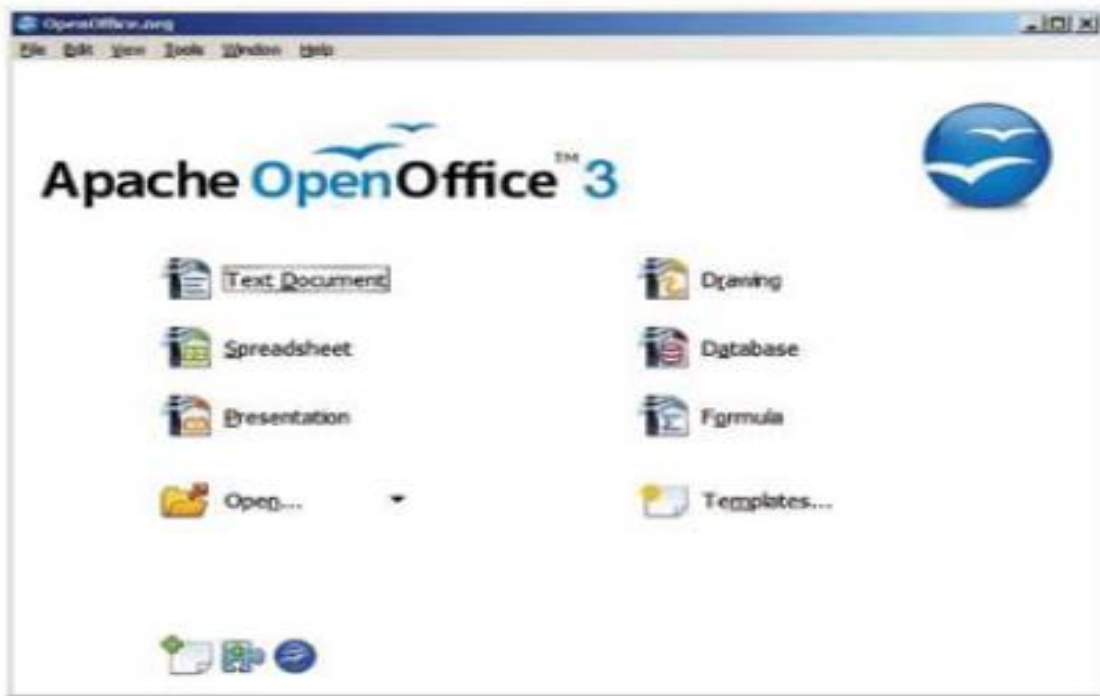 OpenOffice.org
File Edit View Tools Window Help
Apache OpenOffice™ 3
Text Document
Drawing
Spreadsheet
Database
Presentation
Formula
Open...
Templates...